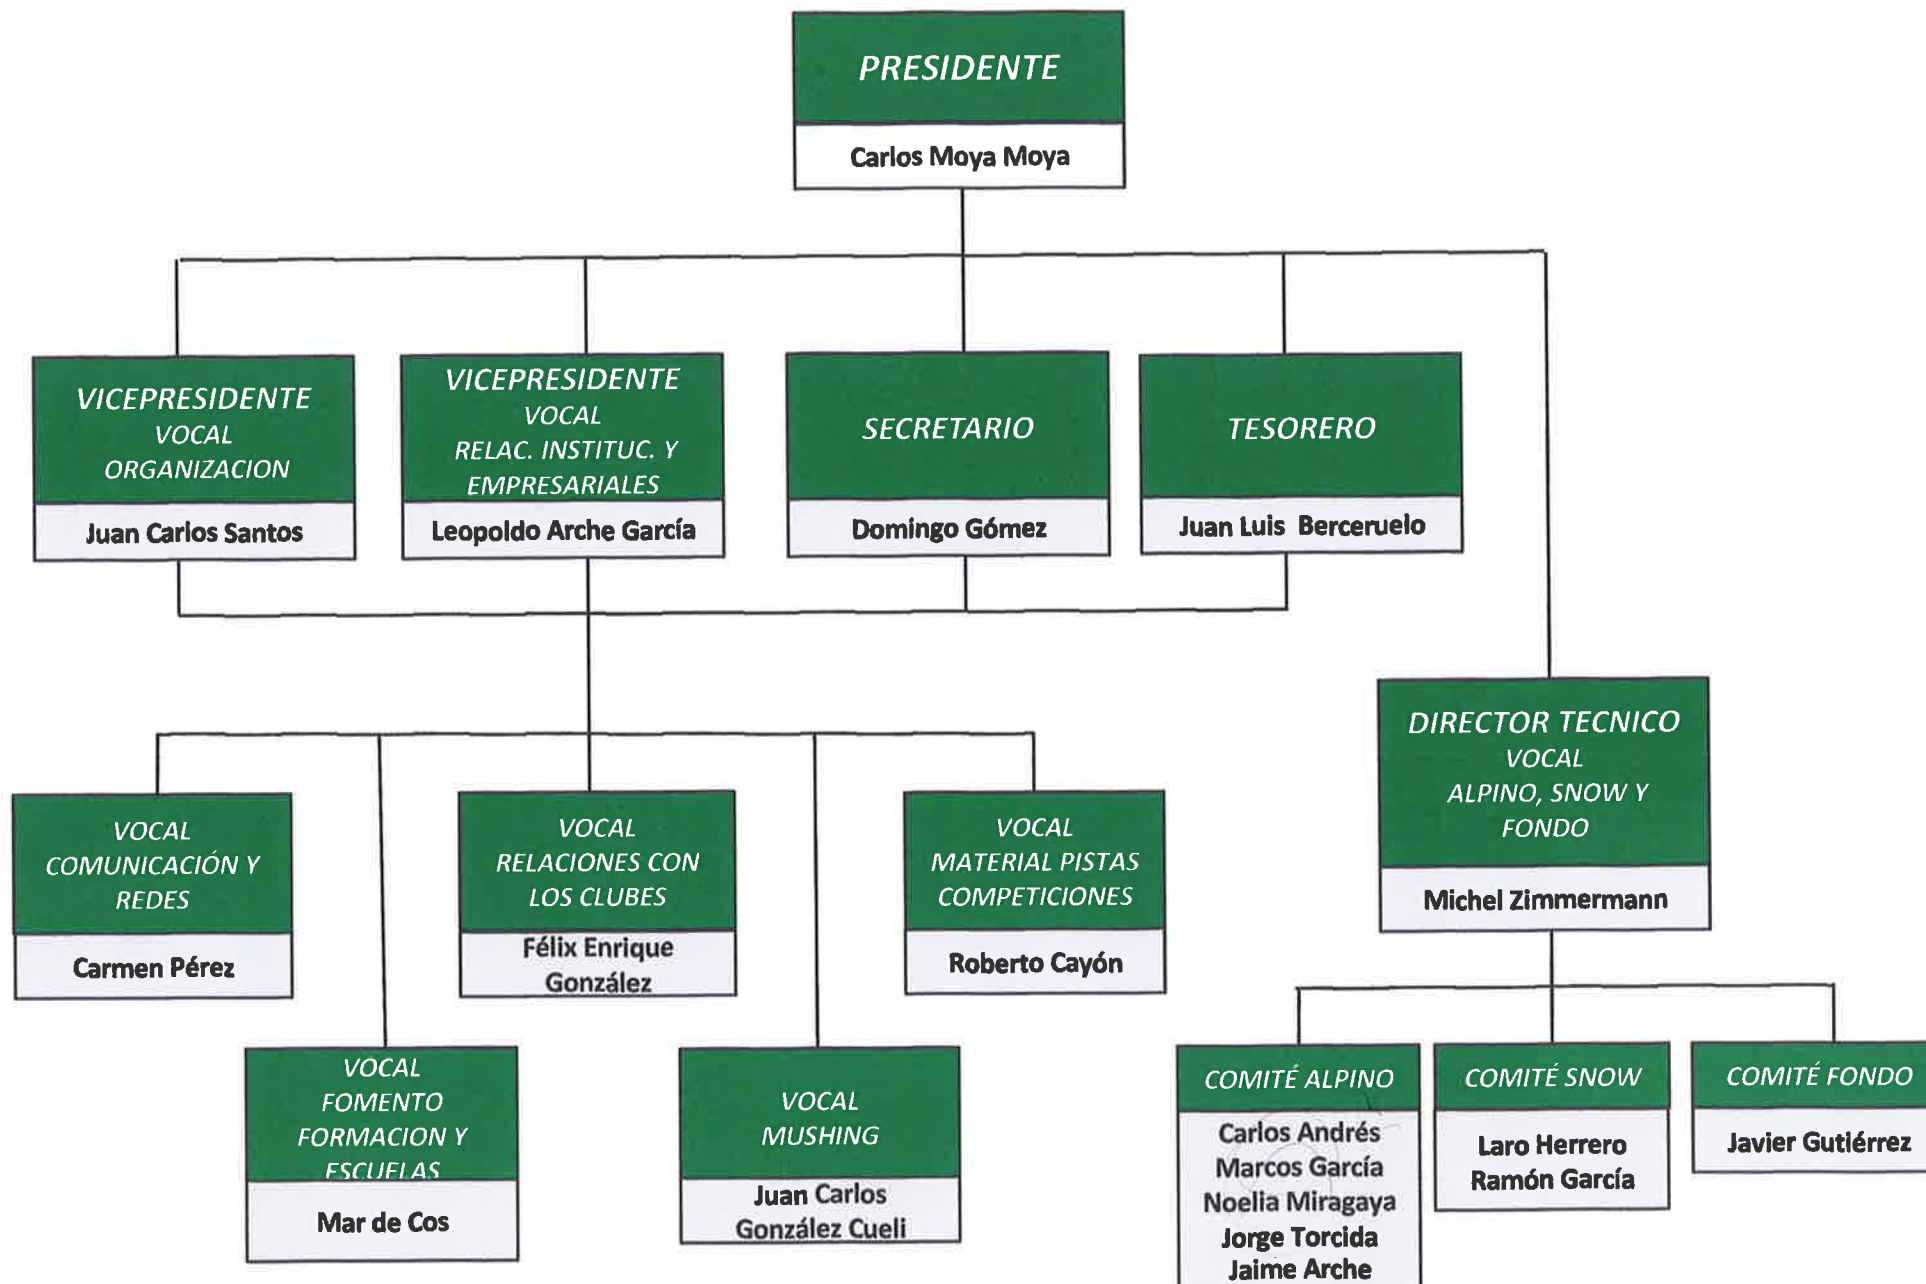 PRESIDENTE
Carlos Moya Moya
VICEPRESIDENTE
VOCAL
ORGANIZACION
Juan Carlos Santos
VICEPRESIDENTE
VOCAL
RELAC. INSTITUC. Y
EMPRESARIALES
Leopoldo Arche García
SECRETARIO
Domingo Gómez
TESORERO
Juan Luis Berceruelo
DIRECTOR TECNICO
VOCAL
ALPINO, SNOW Y
FONDO
Michel Zimmermann
VOCAL
COMUNICACIÓN Y
REDES
Carmen Pérez
VOCAL
RELACIONES CON
LOS CLUBES
Félix Enrique
González
VOCAL
MATERIAL PISTAS
COMPETICIONES
Roberto Cayón
VOCAL
FOMENTO
FORMACION Y
ESCUELAS
Mar de Cos
VOCAL
MUSHING
Juan Carlos
González Cueli
COMITÉ ALPINO
Carlos Andrés
Marcos García
Noelia Miragaya
Jorge Torcida
Jaime Arche
COMITÉ SNOW
Laro Herrero
Ramón García
COMITÉ FONDO
Javier Gutiérrez